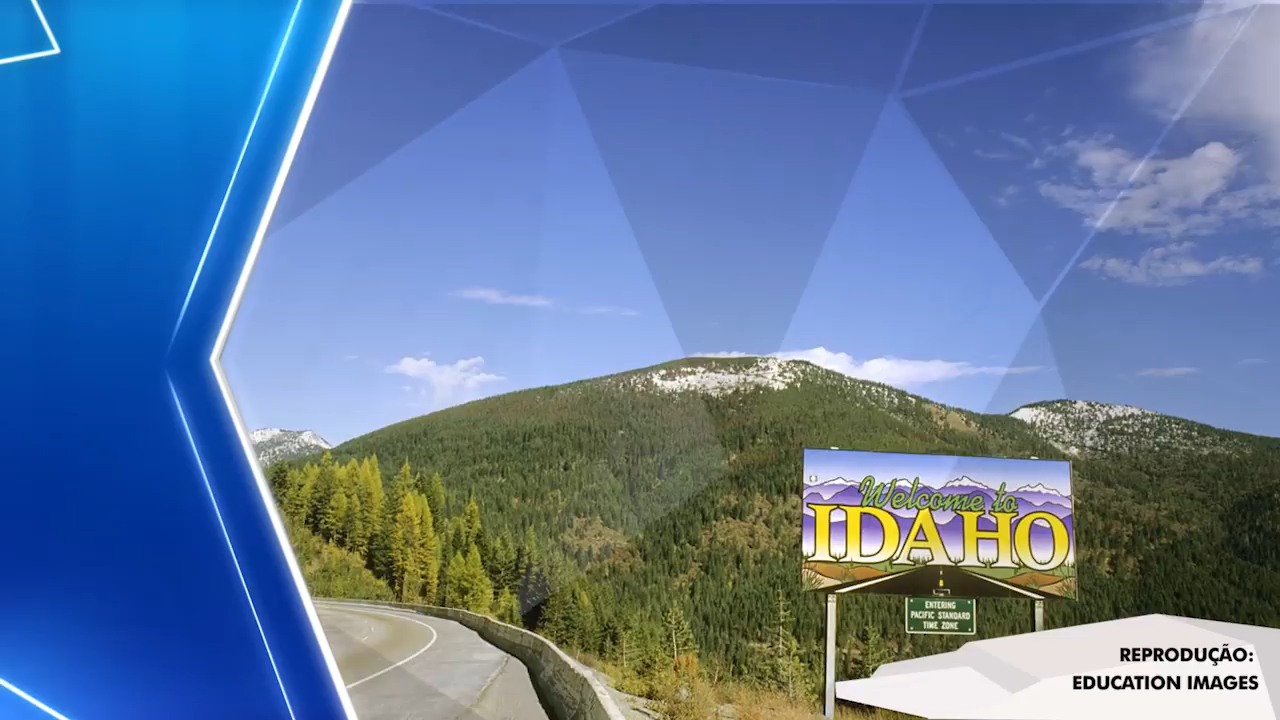 Welcome to
IDAHO
ENTERING
PACIFIC STANDARD
TIME ZONE
REPRODUÇÃO:
EDUCATION IMAGES